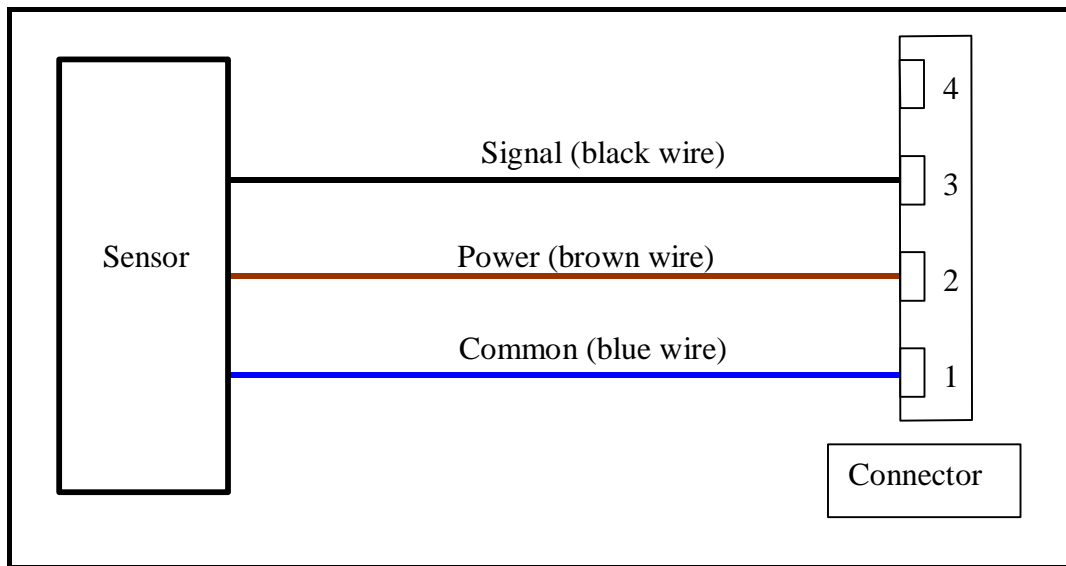 4
Signal (black wire)
3
Sensor
Power (brown wire)
2
Common (blue wire)
1
Connector